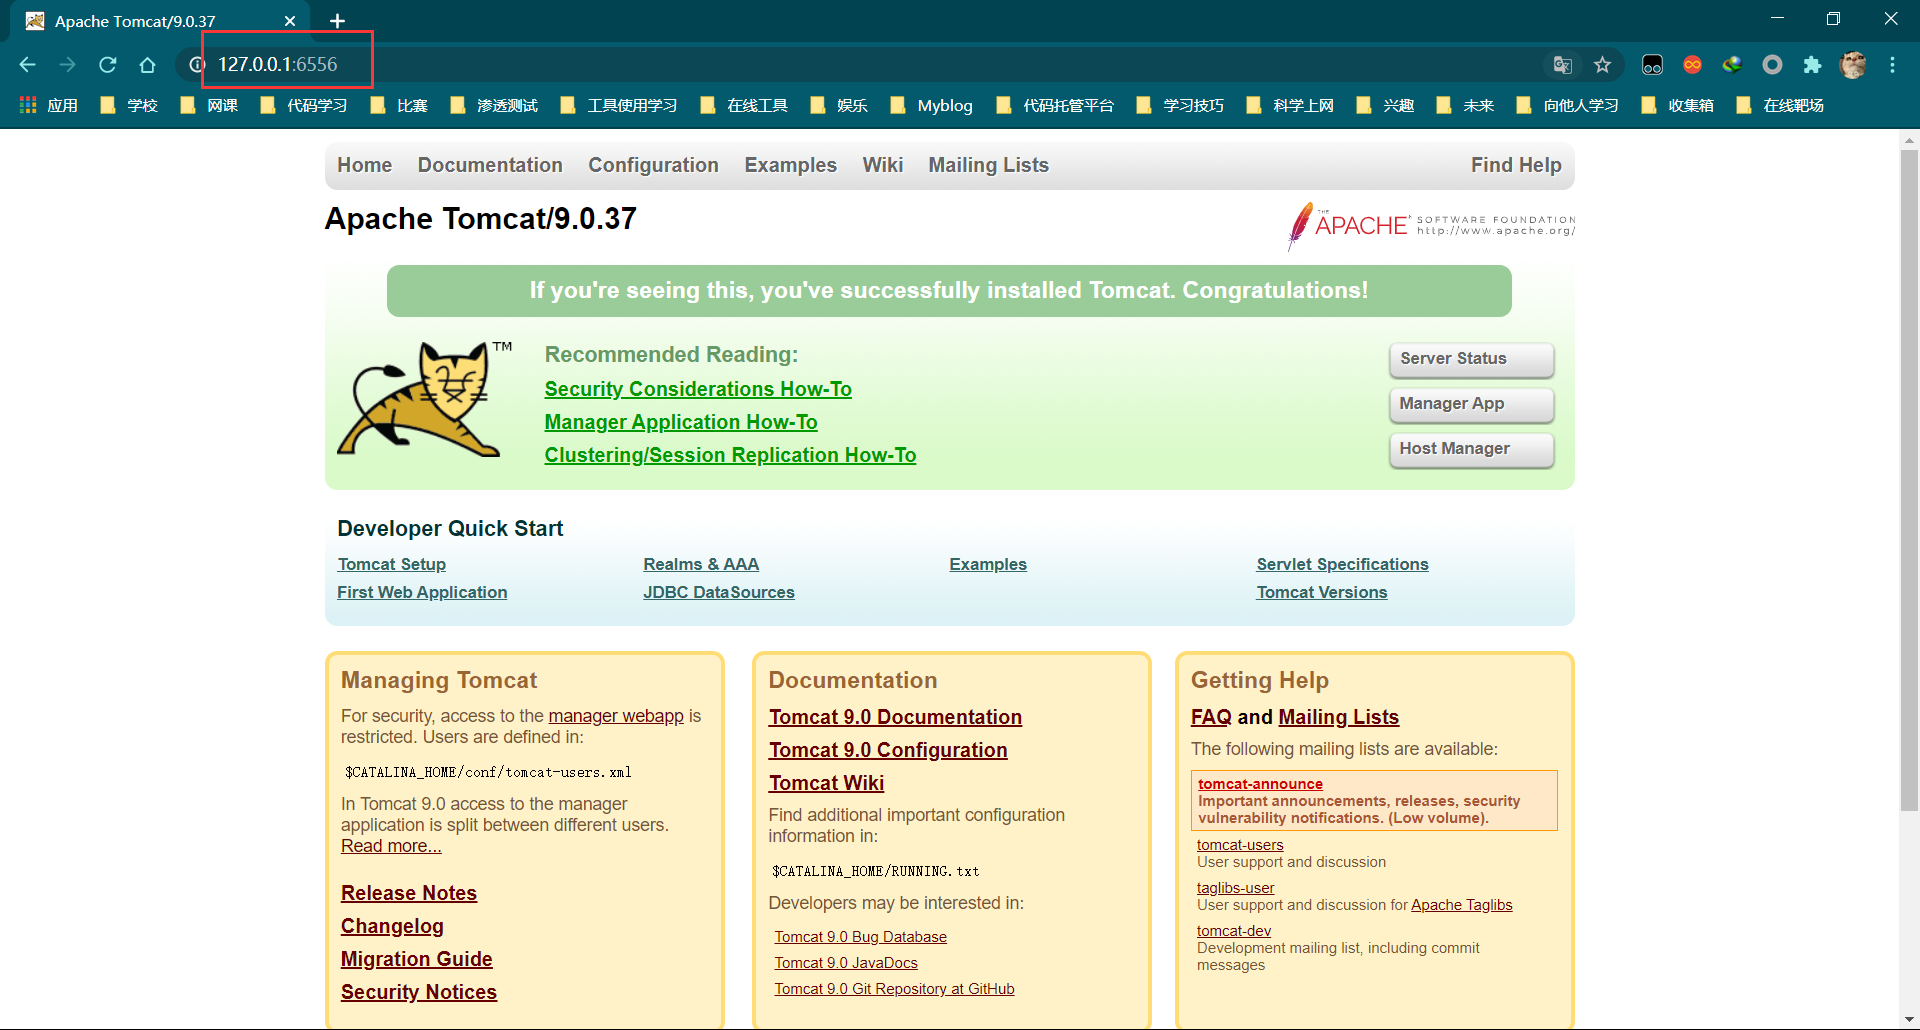 Apache Tomcat/9.0.37
127.0.0.1:6556
应用 学校 网课 代码学习 比赛 渗透测试 工具使用学习 在线工具 娱乐 Myblog 代码托管平台 学习技巧 科学上网 兴趣 未来 向他人学习 收集箱 在线靶场
Home Documentation Configuration Examples Wiki Mailing Lists Find Help
Apache Tomcat/9.0.37
THE APACHE SOFTWARE FOUNDATION
http://www.apache.org/
If you're seeing this, you've successfully installed Tomcat. Congratulations!
TM
Recommended Reading:
Security Considerations How-To
Manager Application How-To
Clustering/Session Replication How-To
Server Status
Manager App
Host Manager
Developer Quick Start
Tomcat Setup
First Web Application
Realms & AAA
JDBC DataSources
Examples
Servlet Specifications
Tomcat Versions
Managing Tomcat
For security, access to the manager webapp is
restricted. Users are defined in:
$CATALINA_HOME/conf/tomcat-users.xml
In Tomcat 9.0 access to the manager
application is split between different users.
Read more...
Release Notes
Changelog
Migration Guide
Security Notices
Documentation
Tomcat 9.0 Documentation
Tomcat 9.0 Configuration
Tomcat Wiki
Find additional important configuration
information in:
$CATALINA_HOME/RUNNING.txt
Developers may be interested in:
Tomcat 9.0 Bug Database
Tomcat 9.0 JavaDocs
Tomcat 9.0 Git Repository at GitHub
Getting Help
FAQ and Mailing Lists
The following mailing lists are available:
tomcat-announce
Important announcements, releases, security
vulnerability notifications. (Low volume).
tomcat-users
User support and discussion
taglibs-user
User support and discussion for Apache Taglibs
tomcat-dev
Development mailing list, including commit
messages